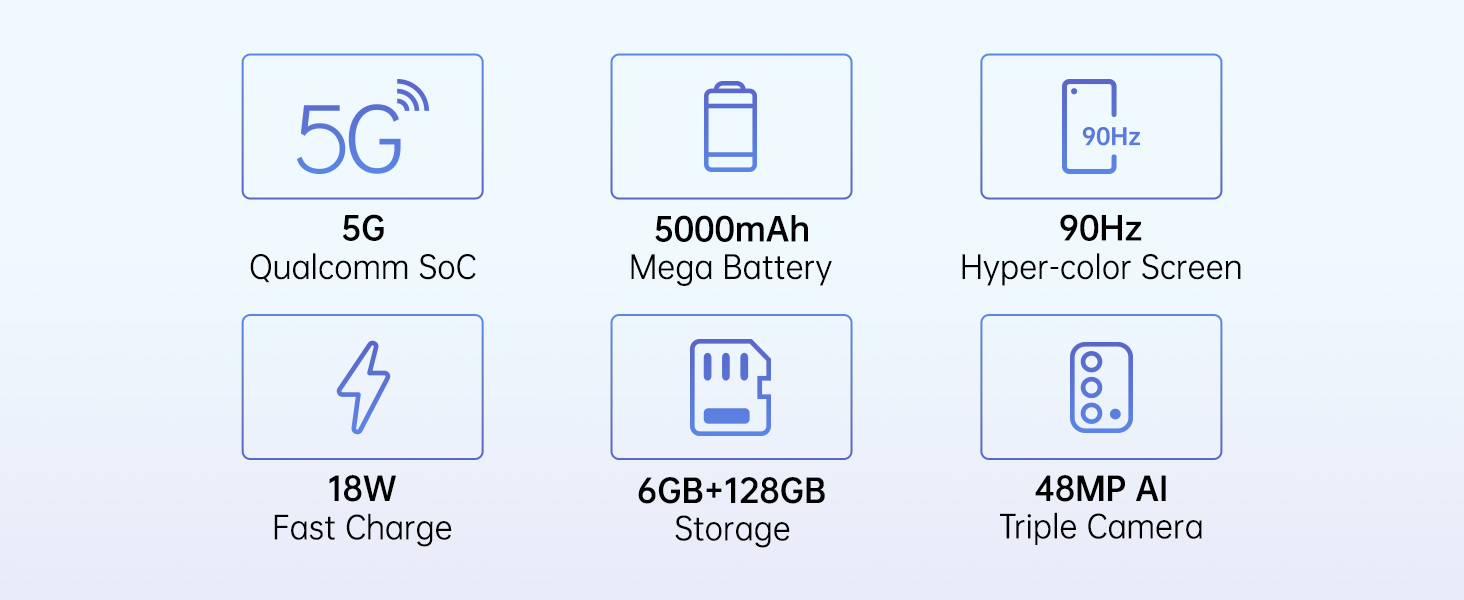 5G
5G
Qualcomm SoC
5000mAh
Mega Battery
90Hz
90Hz
Hyper-color Screen
18W
Fast Charge
6GB+128GB
Storage
48MP AI
Triple Camera